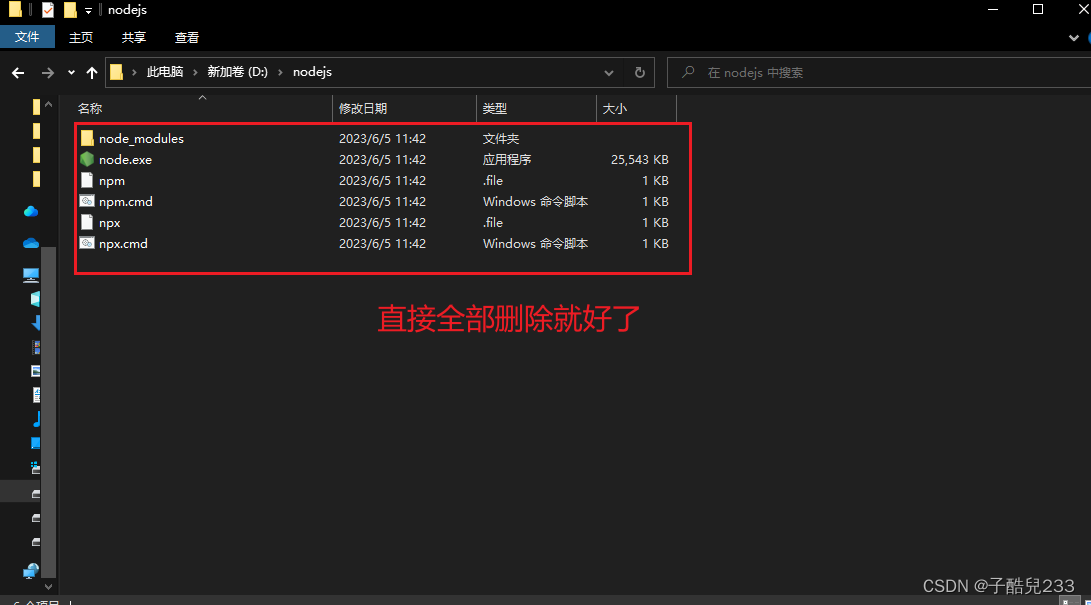 nodejs
文件 主页 共享 查看
此电脑 新加卷 (D:) nodejs 在 nodejs 中搜索
名称 修改日期 类型 大小
node_modules 2023/6/5 11:42 文件夹
node.exe 2023/6/5 11:42 应用程序 25,543 KB
npm 2023/6/5 11:42 .file 1 KB
npm.cmd 2023/6/5 11:42 Windows 命令脚本 1 KB
npx 2023/6/5 11:42 .file 1 KB
npx.cmd 2023/6/5 11:42 Windows 命令脚本 1 KB
直接全部删除就好了
CSDN @子酷兒233